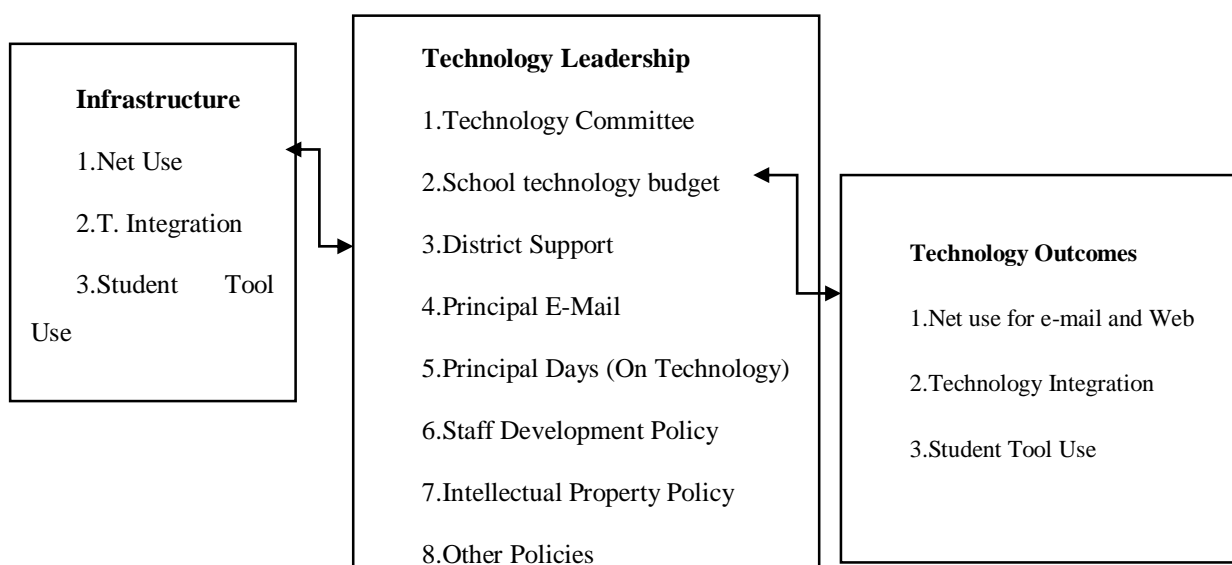 Infrastructure
1.Net Use
2.T. Integration
3.Student Tool
Use
Technology Leadership
1.Technology Committee
2.School technology budget
3.District Support
4.Principal E-Mail
5.Principal Days (On Technology)
6.Staff Development Policy
7.Intellectual Property Policy
8.Other Policies
Technology Outcomes
1.Net use for e-mail and Web
2.Technology Integration
3.Student Tool Use